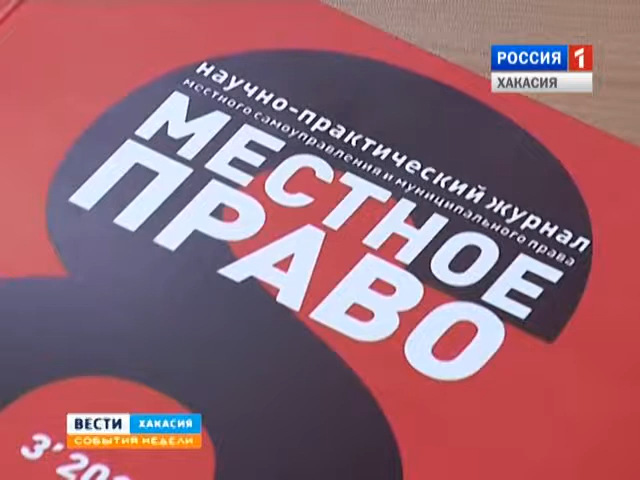 РОССИЯ 1
ХАКАСИЯ
научно-практический журнал
местного самоуправления и муниципального права
МЕСТНОЕ
ПРАВО
ВЕСТИ ХАКАСИЯ
СОБЫТИЯ НЕДЕЛИ